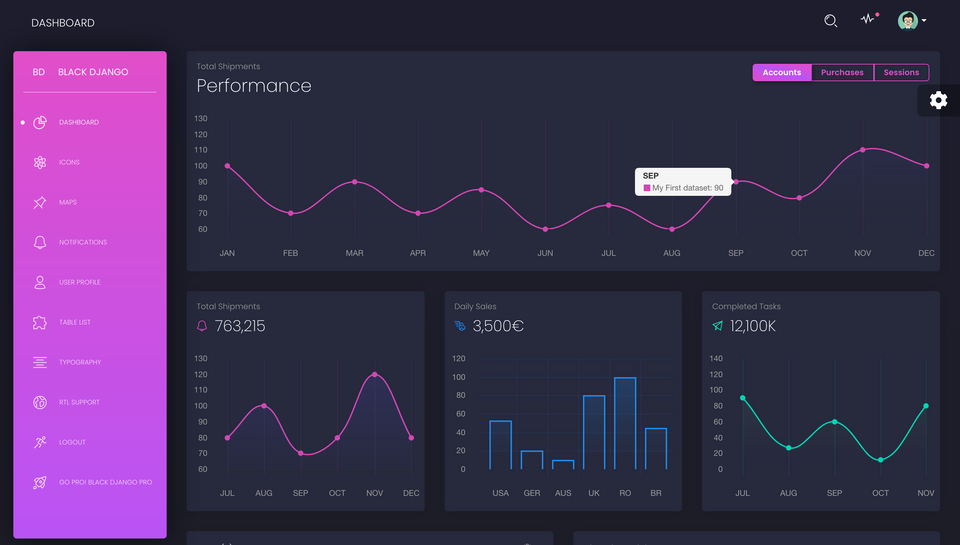 DASHBOARD
BD BLACK DJANGO
DASHBOARD
ICONS
MAPS
NOTIFICATIONS
USER PROFILE
TABLE LIST
TYPOGRAPHY
RTL SUPPORT
LOGOUT
GO PRO! BLACK DJANGO PRO
Total Shipments
Performance
Accounts Purchases Sessions
130
120
110
100
90
80
70
60
SEP
My First dataset: 90
JAN FEB MAR APR MAY JUN JUL AUG SEP OCT NOV DEC
Total Shipments
763,215
130
120
110
100
90
80
70
60
JUL AUG SEP OCT NOV DEC
Daily Sales
3,500€
120
100
80
60
40
20
0
USA GER AUS UK RO BR
Completed Tasks
12,100K
140
120
100
80
60
40
20
0
JUL AUG SEP OCT NOV